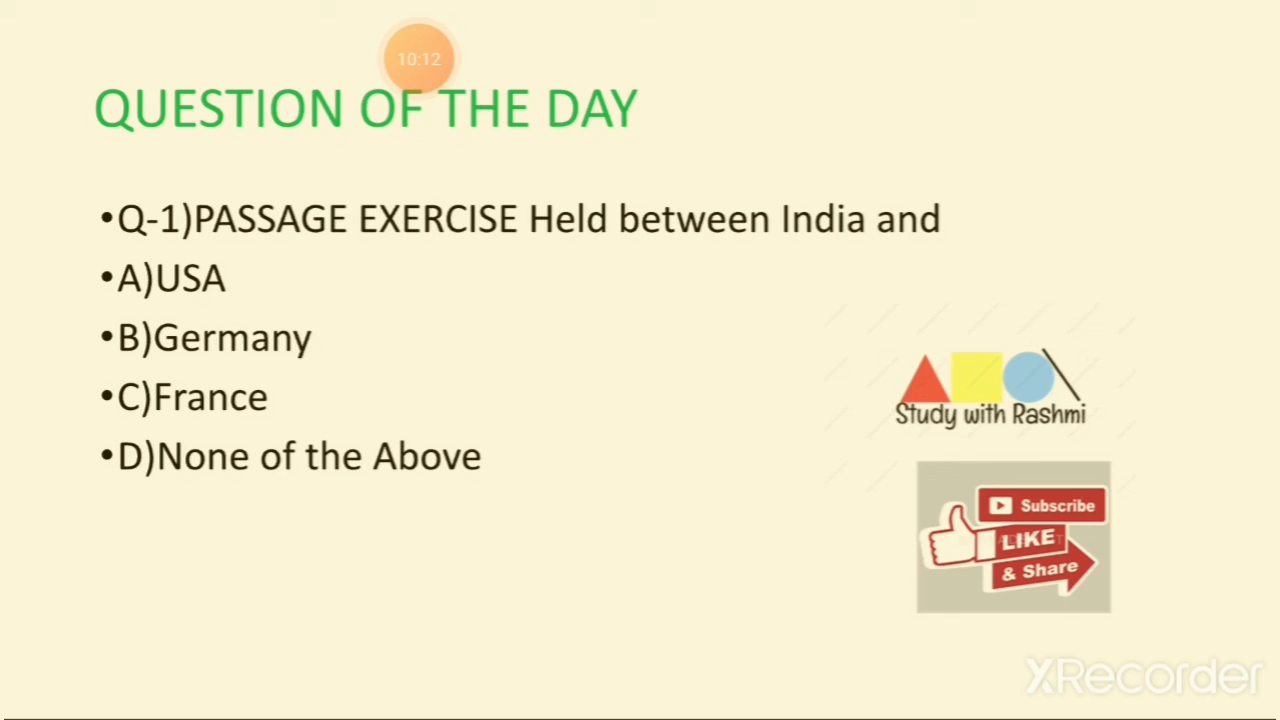 10:12
QUESTION OF THE DAY
•Q-1)PASSAGE EXERCISE Held between India and
•A)USA
•B)Germany
•C)France
•D)None of the Above
Study with Rashmi
Subscribe
LIKE
& Share
XRecorder